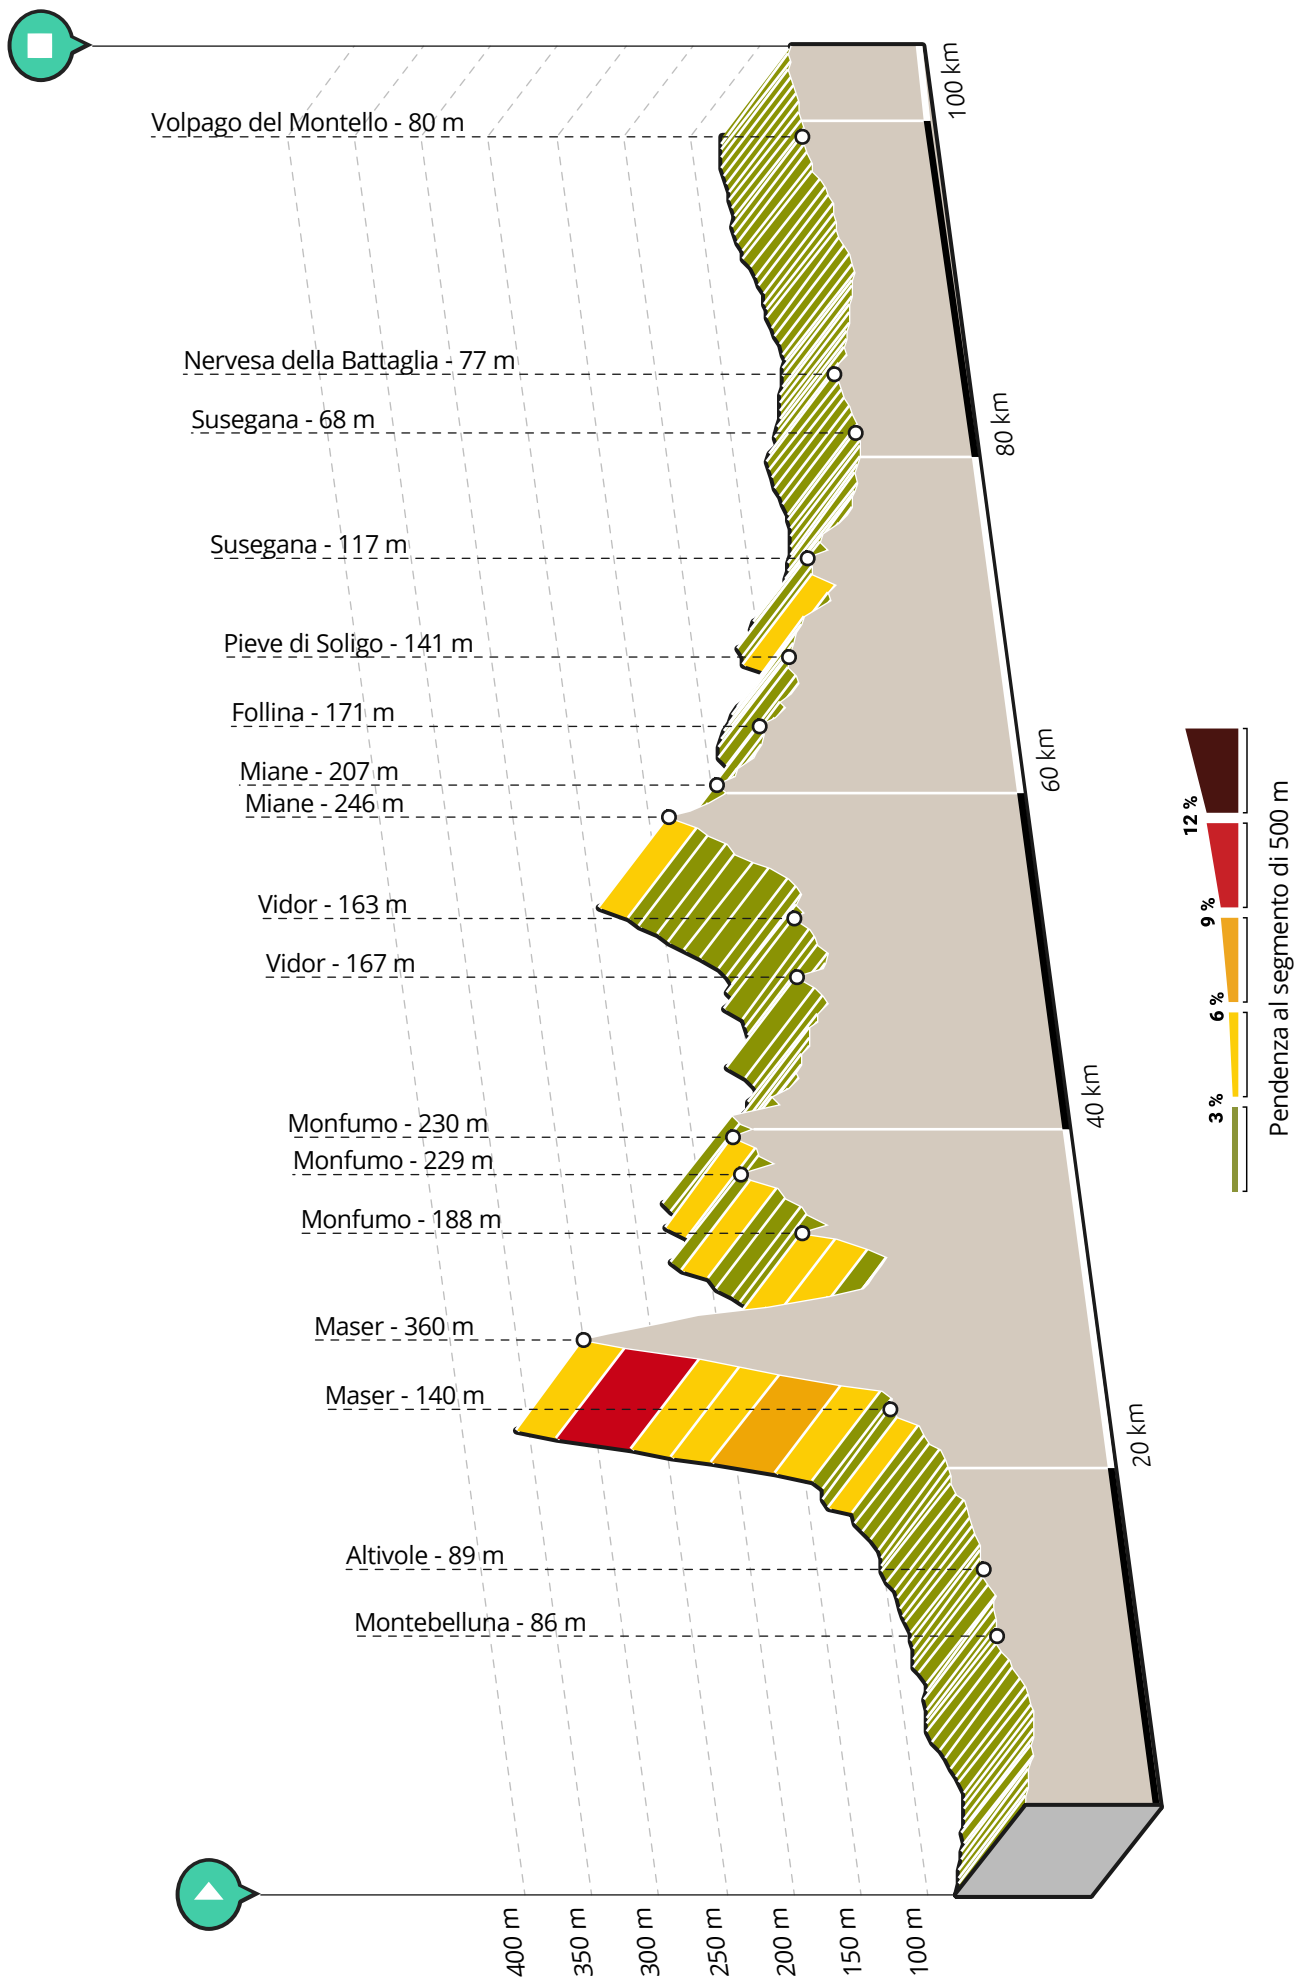 Volpago del Montello - 80 m
Nervesa della Battaglia - 77 m
Susegana - 68 m
Susegana - 117 m
Pieve di Soligo - 141 m
Follina - 171 m
Miane - 207 m
Miane - 246 m
Vidor - 163 m
Vidor - 167 m
Monfumo - 230 m
Monfumo - 229 m
Monfumo - 188 m
Maser - 360 m
Maser - 140 m
Altivole - 89 m
Montebelluna - 86 m
100 km
80 km
60 km
40 km
20 km
400 m
350 m
300 m
250 m
200 m
150 m
100 m
3 %
6 %
9 %
12 %
Pendenza al segmento di 500 m